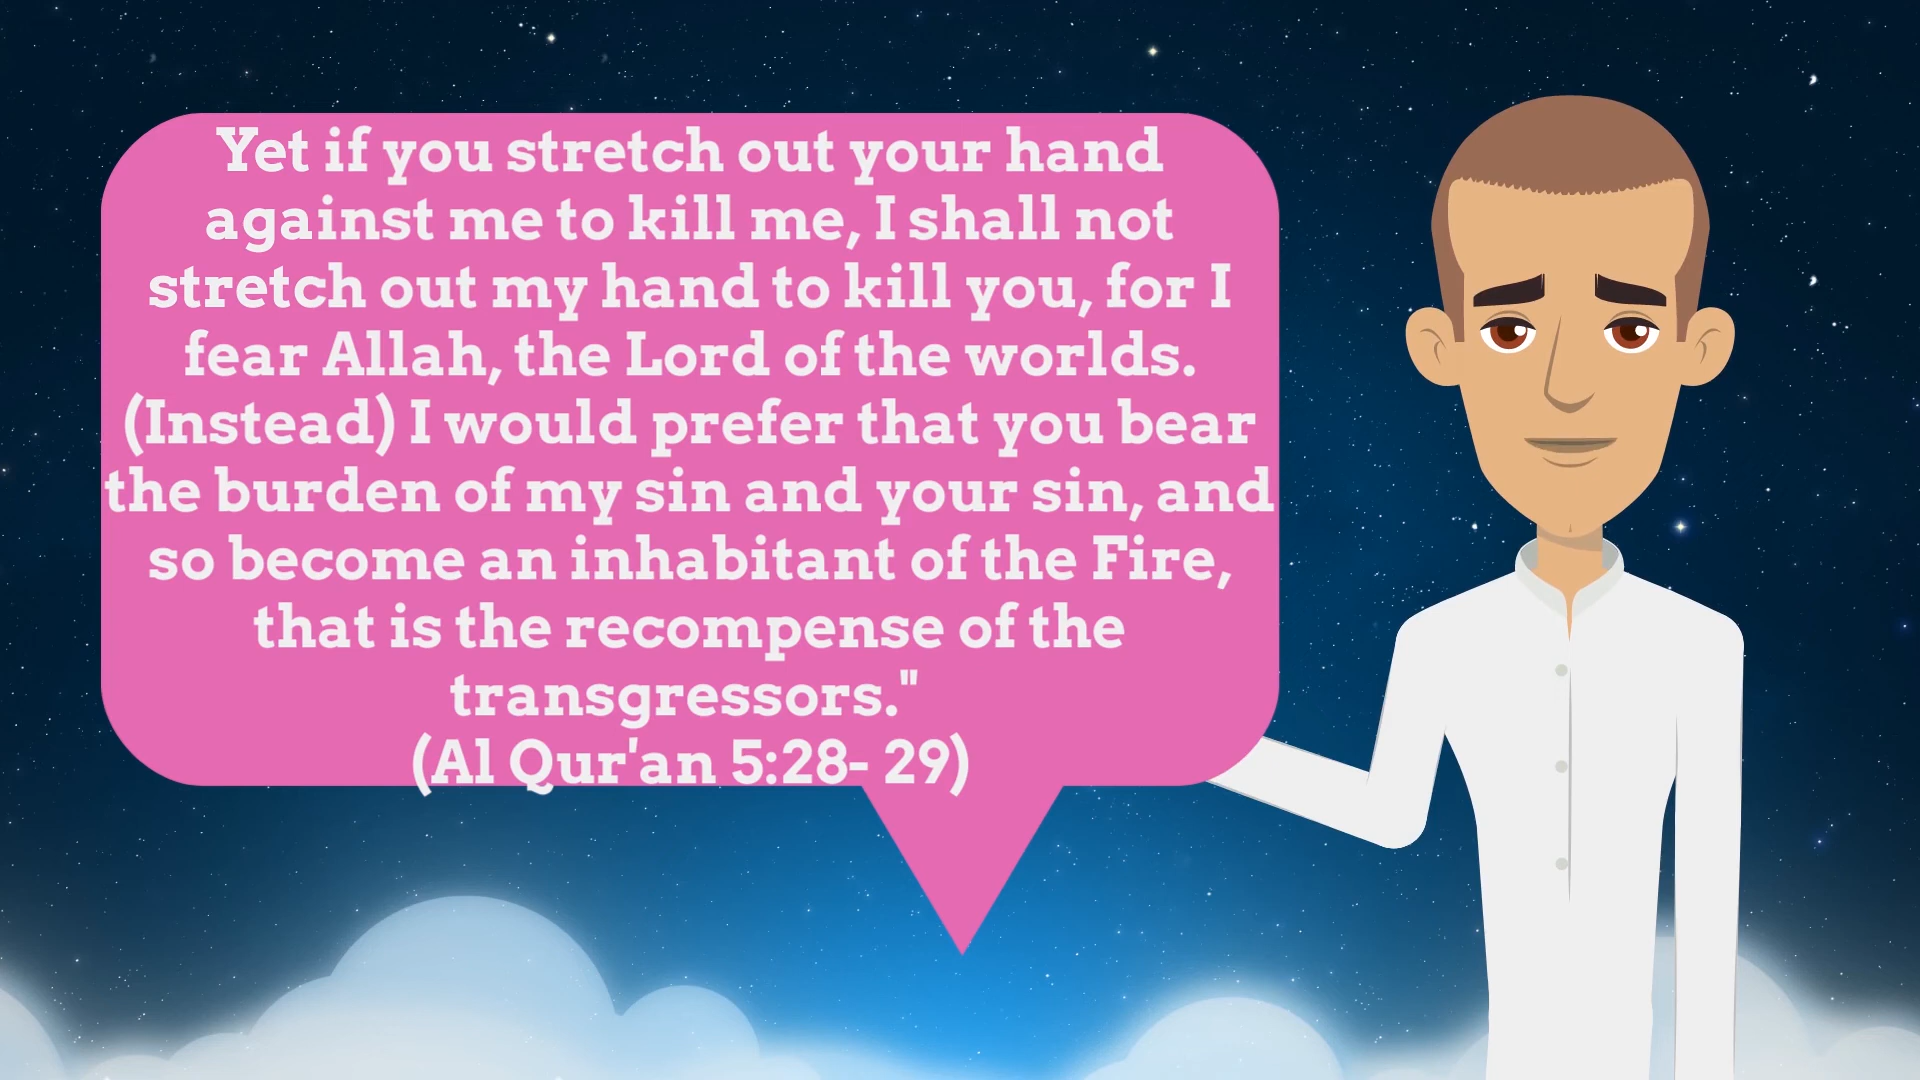 Yet if you stretch out your hand
against me to kill me, I shall not
stretch out my hand to kill you, for I
fear Allah, the Lord of the worlds.
(Instead) I would prefer that you bear
the burden of my sin and your sin, and
so become an inhabitant of the Fire,
that is the recompense of the
transgressors."
(Al Qur'an 5:28- 29)